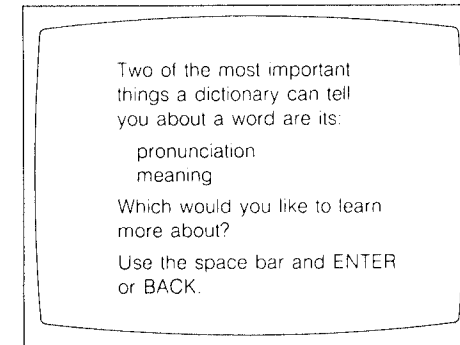 Two of the most important
things a dictionary can tell
you about a word are its:
pronunciation
meaning
Which would you like to learn
more about?
Use the space bar and ENTER
or BACK.